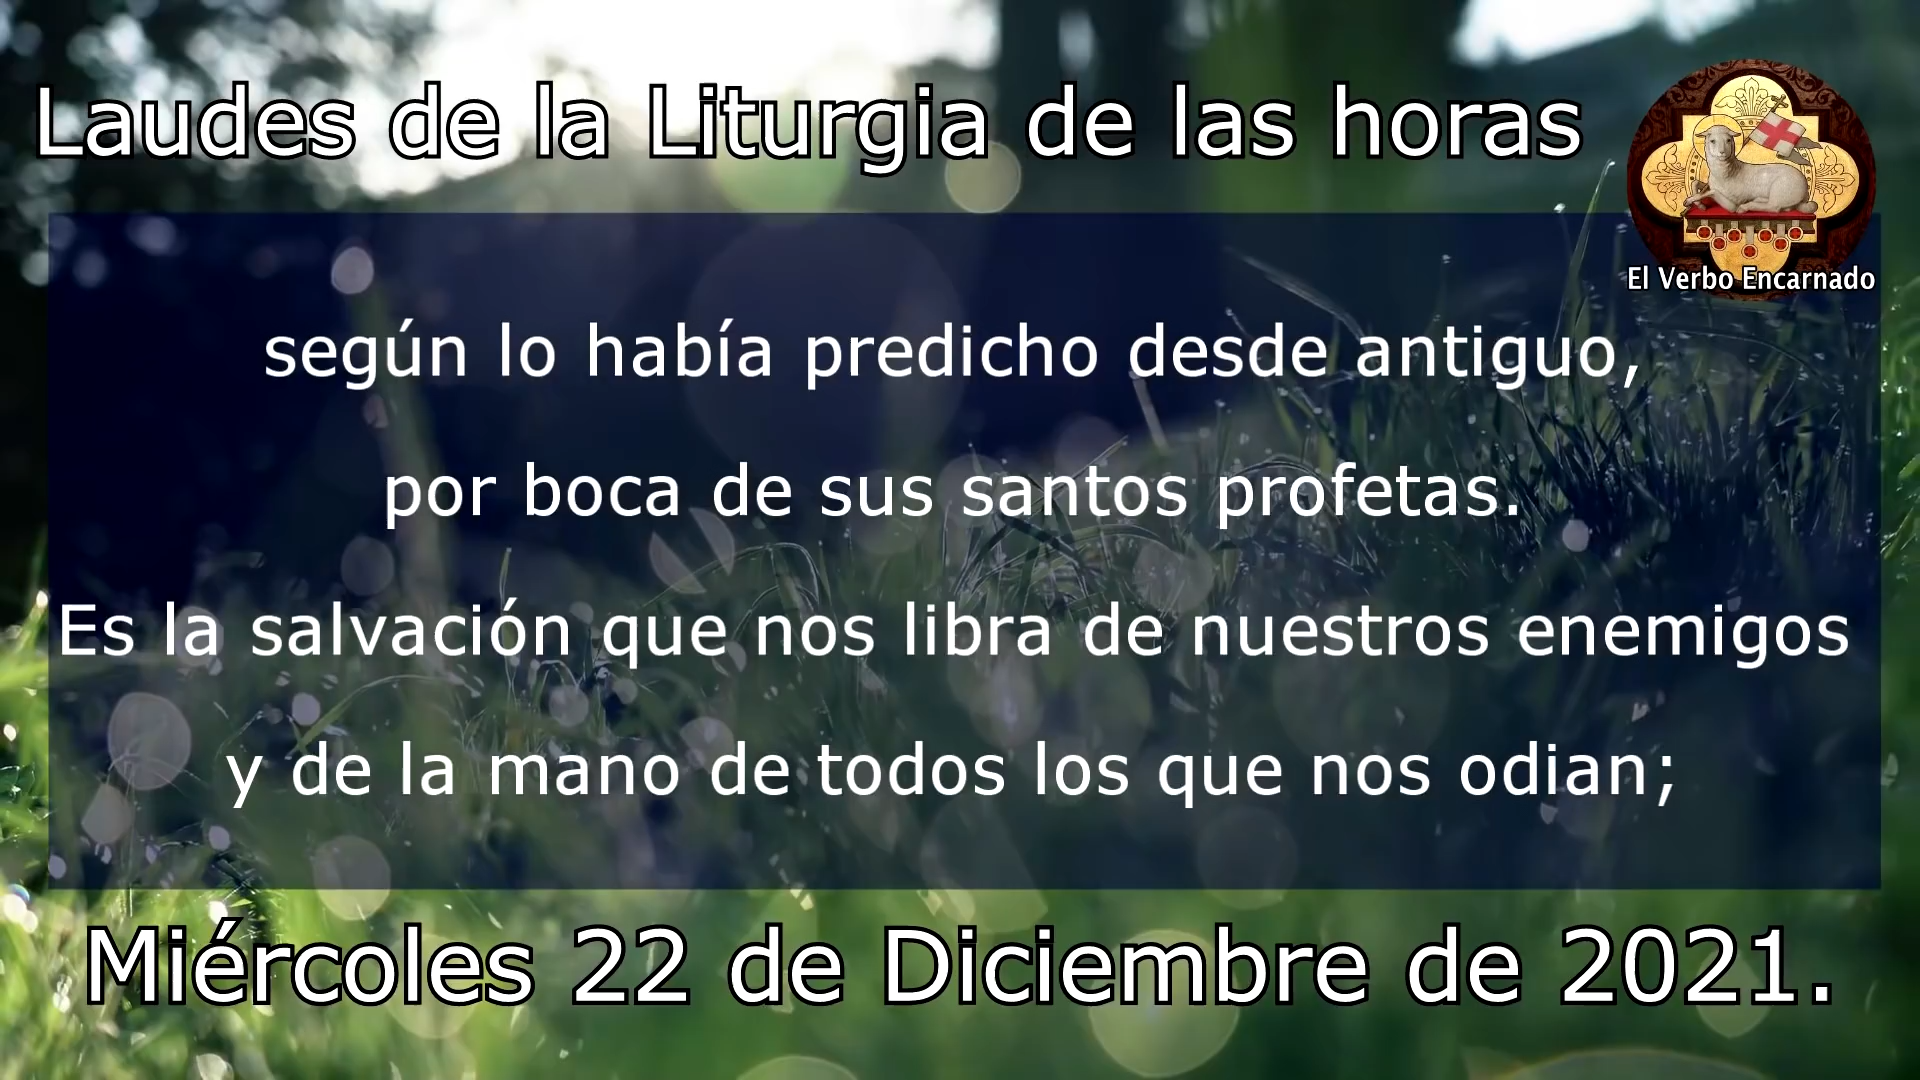 Laudes de la Liturgia de las horas
El Verbo Encarnado
según lo había predicho desde antiguo,
por boca de sus santos profetas.
Es la salvación que nos libra de nuestros enemigos
y de la mano de todos los que nos odian;
Miércoles 22 de Diciembre de 2021.